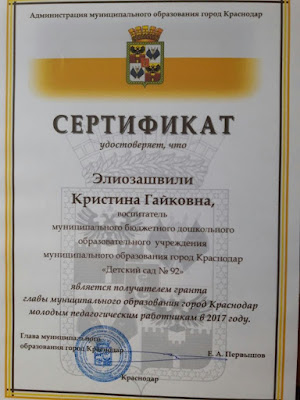 Администрация муниципального образования город Краснодар
СЕРТИФИКАТ
удостоверяет, что
Элиозашвили
Кристина Гайковна,
воспитатель
муниципального бюджетного дошкольного
образовательного учреждения
муниципального образования город Краснодар
«Детский сад № 92»
является получателем гранта
главы муниципального образования город Краснодар
молодым педагогическим работникам в 2017 году.
Глава муниципального
образования город Краснодар
Е. А. Первышов
Краснодар